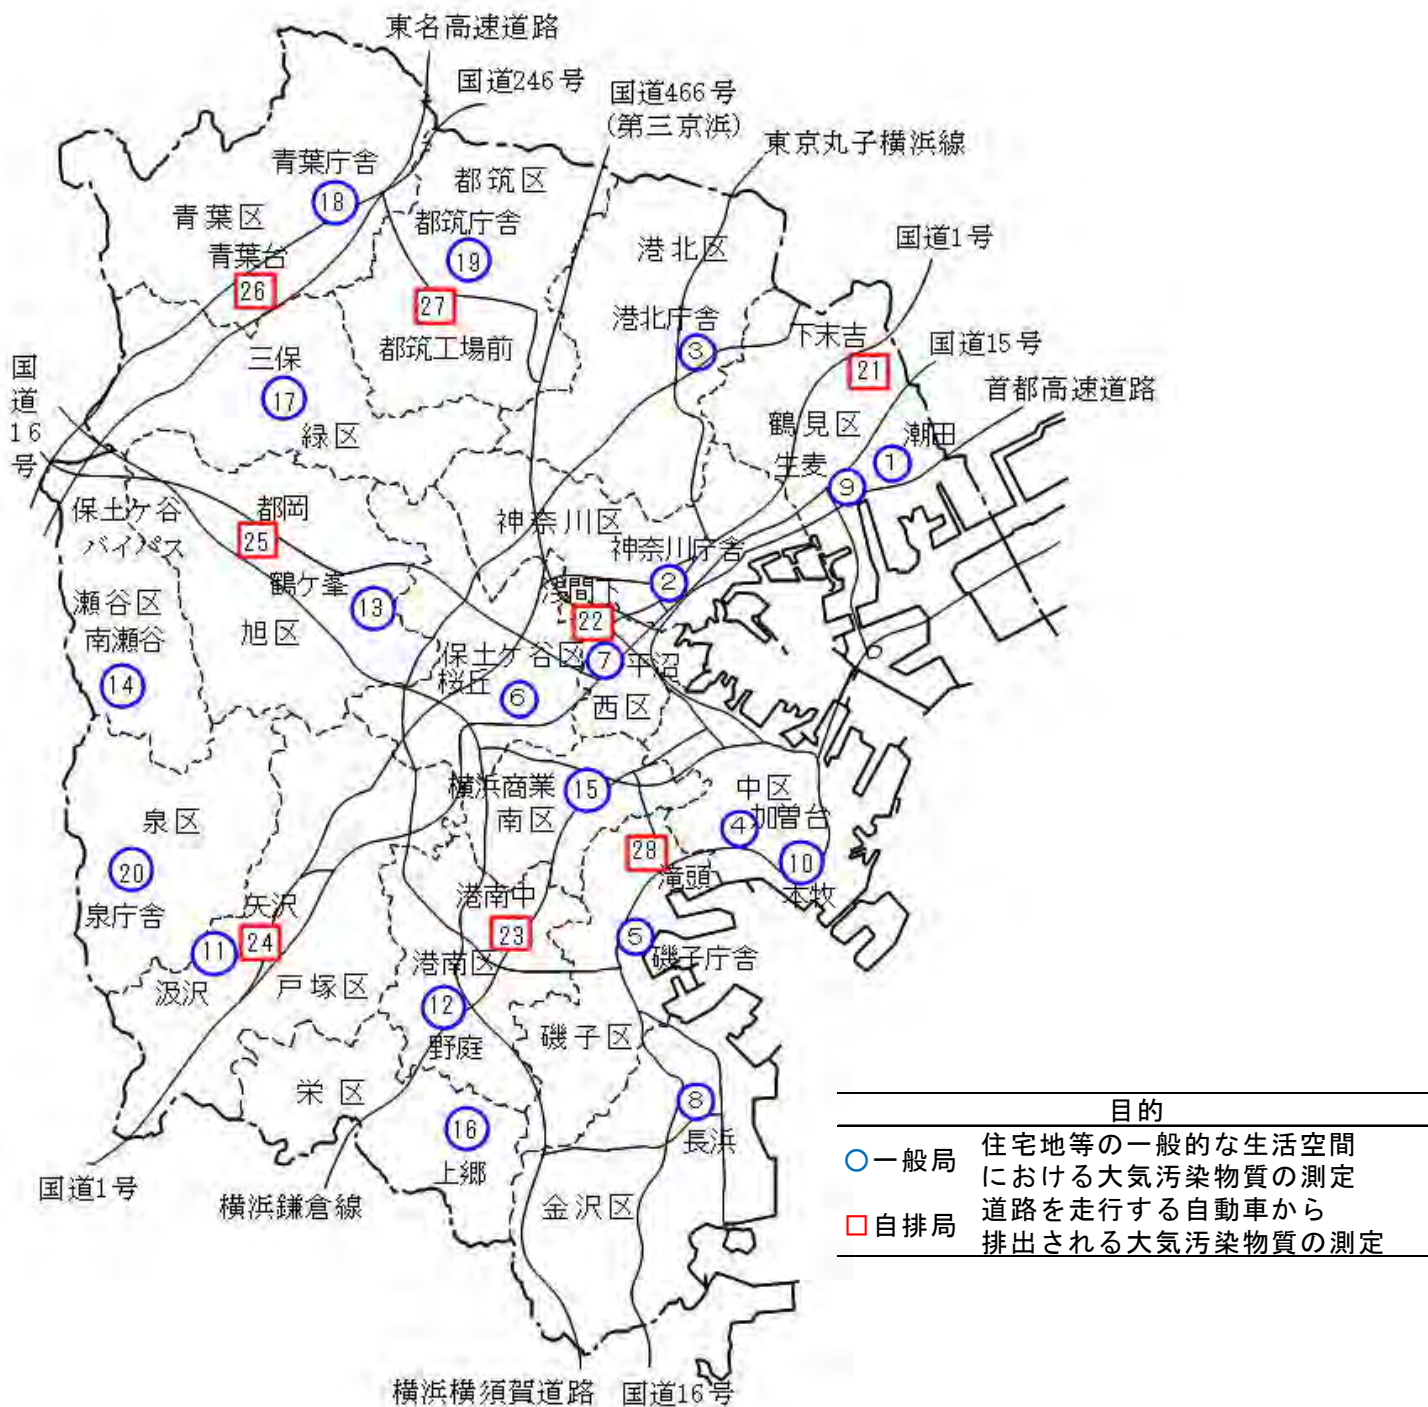 東名高速道路
国道246号
国道466号
(第三京浜)
東京丸子横浜線
青葉庁舎
18
都筑区
青葉区
都筑庁舎
19
港北区
国道1号
青葉台
26
27
港北庁舎
3
下末吉
21
国道15号
都筑工場前
三保
17
国道16号
首都高速道路
緑区
鶴見区
潮田
1
生麦
9
保土ケ谷
バイパス
都岡
25
神奈川区
神奈川庁舎
2
鶴ケ峯
13
浅間下
22
瀬谷区
南瀬谷
14
旭区
保土ケ谷区
7
平沼
桜丘
6
西区
横浜商業
15
中区
泉区
南区
4
加曽台
28
10
滝頭
本牧
20
泉庁舎
矢沢
24
港南中
23
5
磯子庁舎
11
汲沢
戸塚区
港南区
12
野庭
磯子区
栄区
8
長浜
16
上郷
国道1号
横浜鎌倉線
金沢区
横浜横須賀道路
国道16号
目的
一般局
住宅地等の一般的な生活空間
における大気汚染物質の測定
自排局
道路を走行する自動車から
排出される大気汚染物質の測定